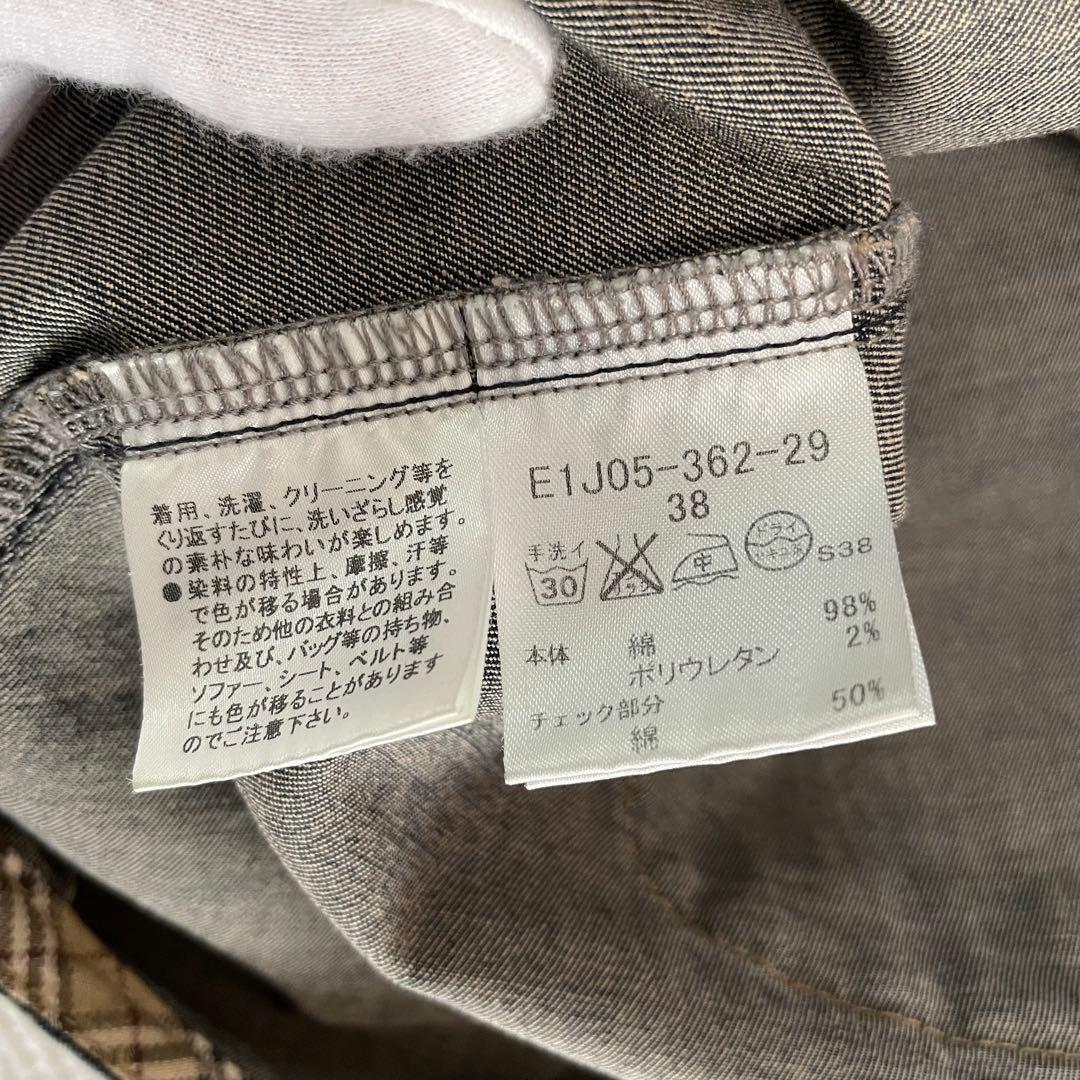 着用、洗濯、クリーニング等を
くり返すたびに、洗いざらし感覚
の素朴な味わいが楽しめます。
●染料の特性上、摩擦、汗等
で色が移る場合があります。
そのため他の衣料との組み合
わせ及び、バッグ等の持ち物、
ソファー、シート、ベルト等
にも色が移ることがあります
のでご注意下さい。
E1J05-362-29
38
手洗イ
30
中
ドライ
S38
本体 綿 98%
ポリウレタン 2%
チェック部分
綿 50%